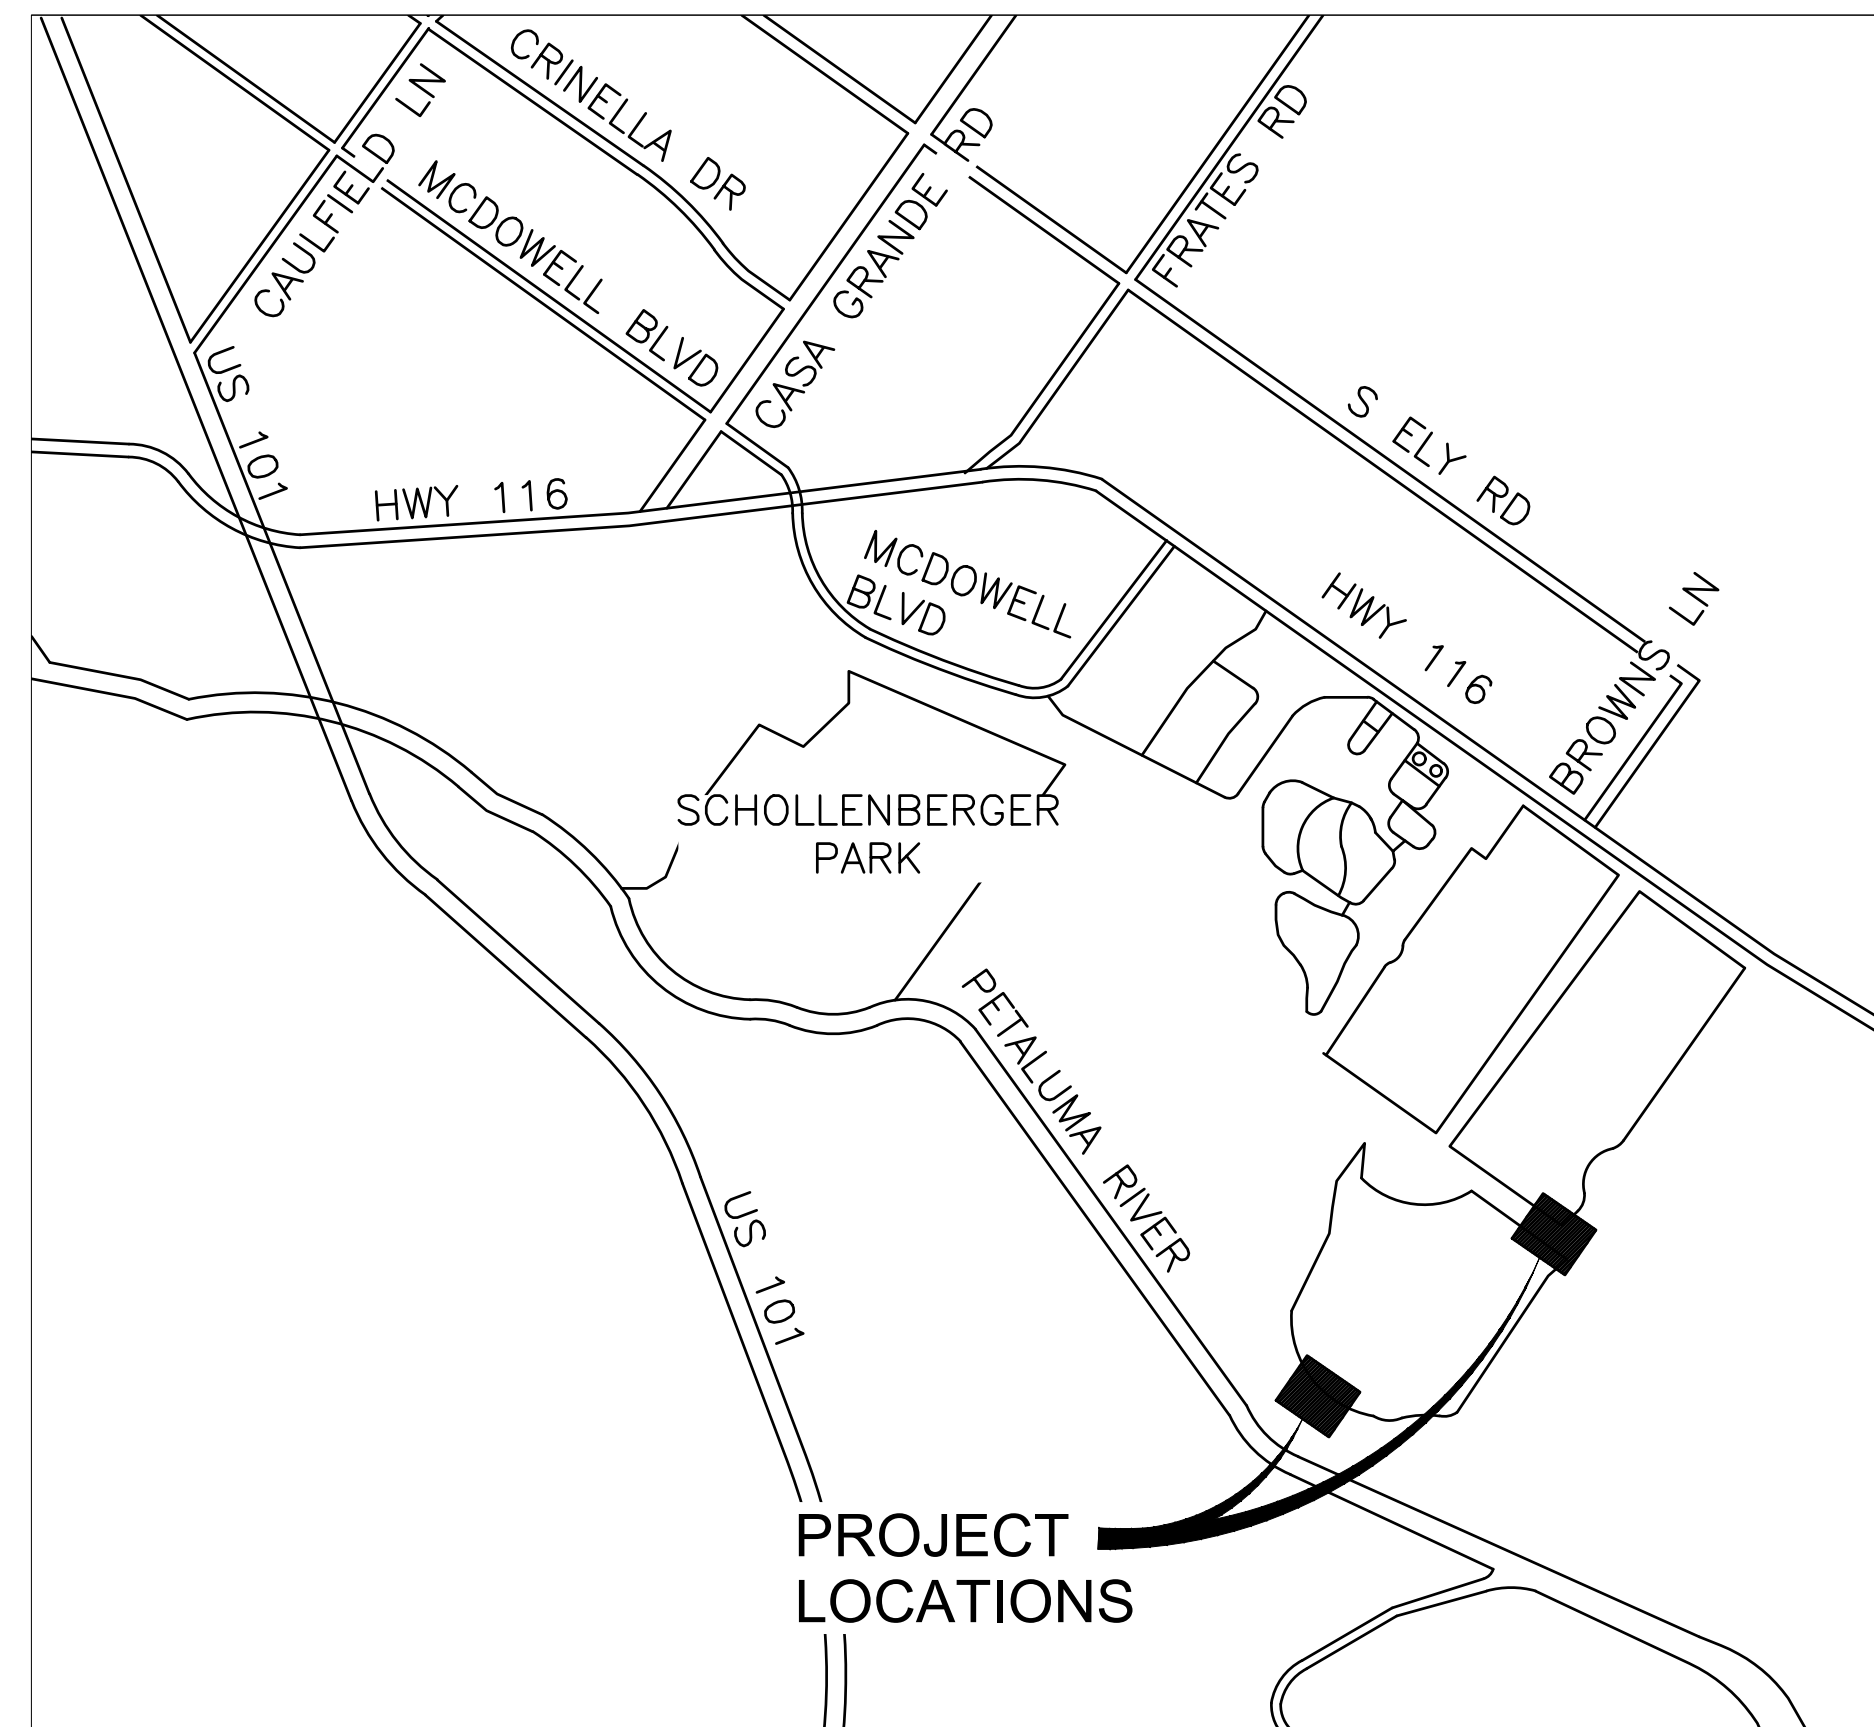 CRINELLA DR
CAULFIELD LN
MCDOWELL BLVD
CASA GRANDE RD
FRATES RD
US 101
HWY 116
S ELY RD
MCDOWELL
BLVD
HWY 116
BROWNS LN
SCHOLLENBERGER
PARK
PETALUMA RIVER
US 101
PROJECT
LOCATIONS